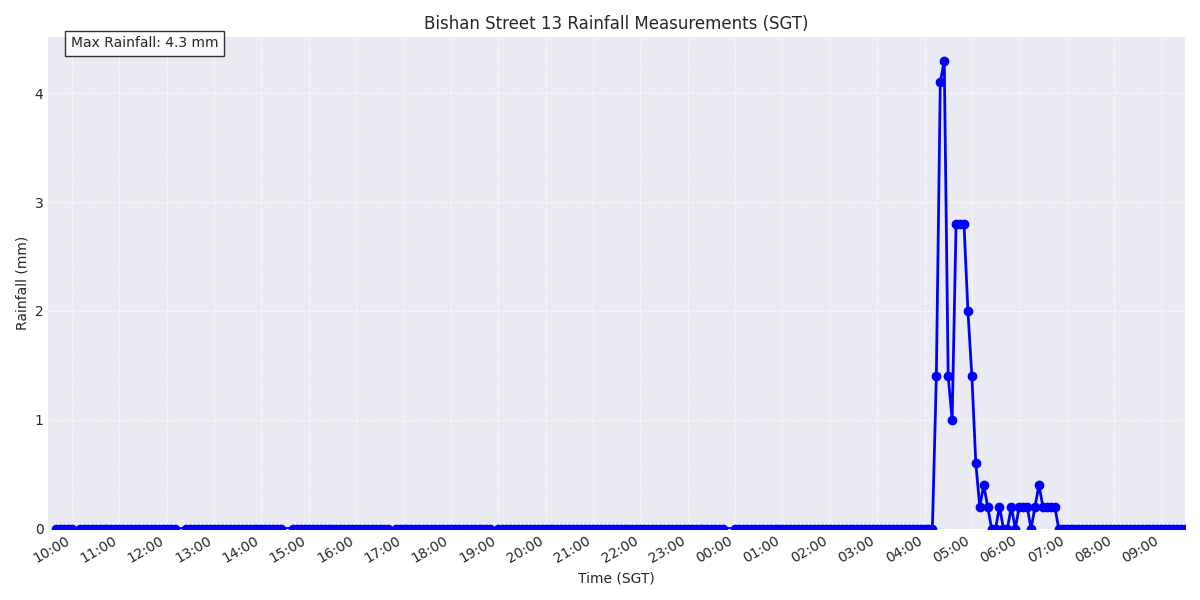 Bishan Street 13 Rainfall Measurements (SGT)
Max Rainfall: 4.3 mm
Rainfall (mm)
4
3
2
1
0
10:00 11:00 12:00 13:00 14:00 15:00 16:00 17:00 18:00 19:00 20:00 21:00 22:00 23:00 00:00 01:00 02:00 03:00 04:00 05:00 06:00 07:00 08:00 09:00
Time (SGT)